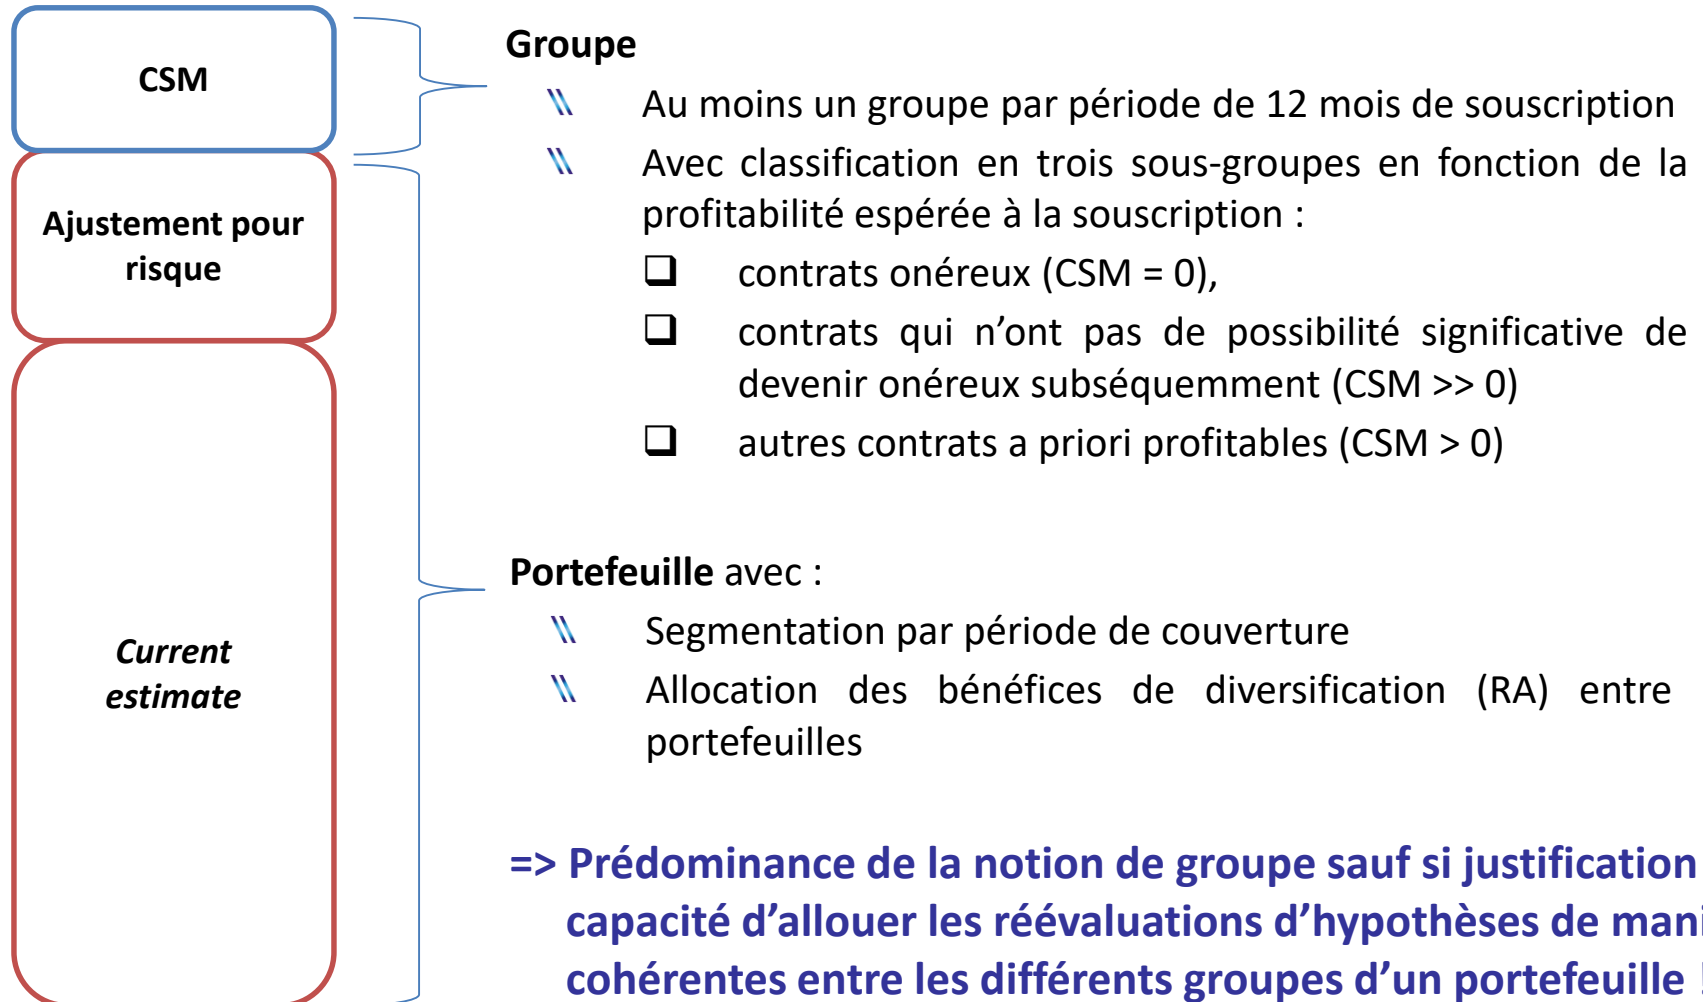 CSM
Ajustement pour
risque
Current
estimate
Groupe
Au moins un groupe par période de 12 mois de souscription
Avec classification en trois sous-groupes en fonction de la
profitabilité espérée à la souscription :
contrats onéreux (CSM = 0),
contrats qui n’ont pas de possibilité significative de
devenir onéreux subséquemment (CSM >> 0)
autres contrats a priori profitables (CSM > 0)
Portefeuille avec :
Segmentation par période de couverture
Allocation des bénéfices de diversification (RA) entre
portefeuilles
=> Prédominance de la notion de groupe sauf si justification
capacité d’allouer les réévaluations d’hypothèses de mani
cohérentes entre les différents groupes d’un portefeuille !